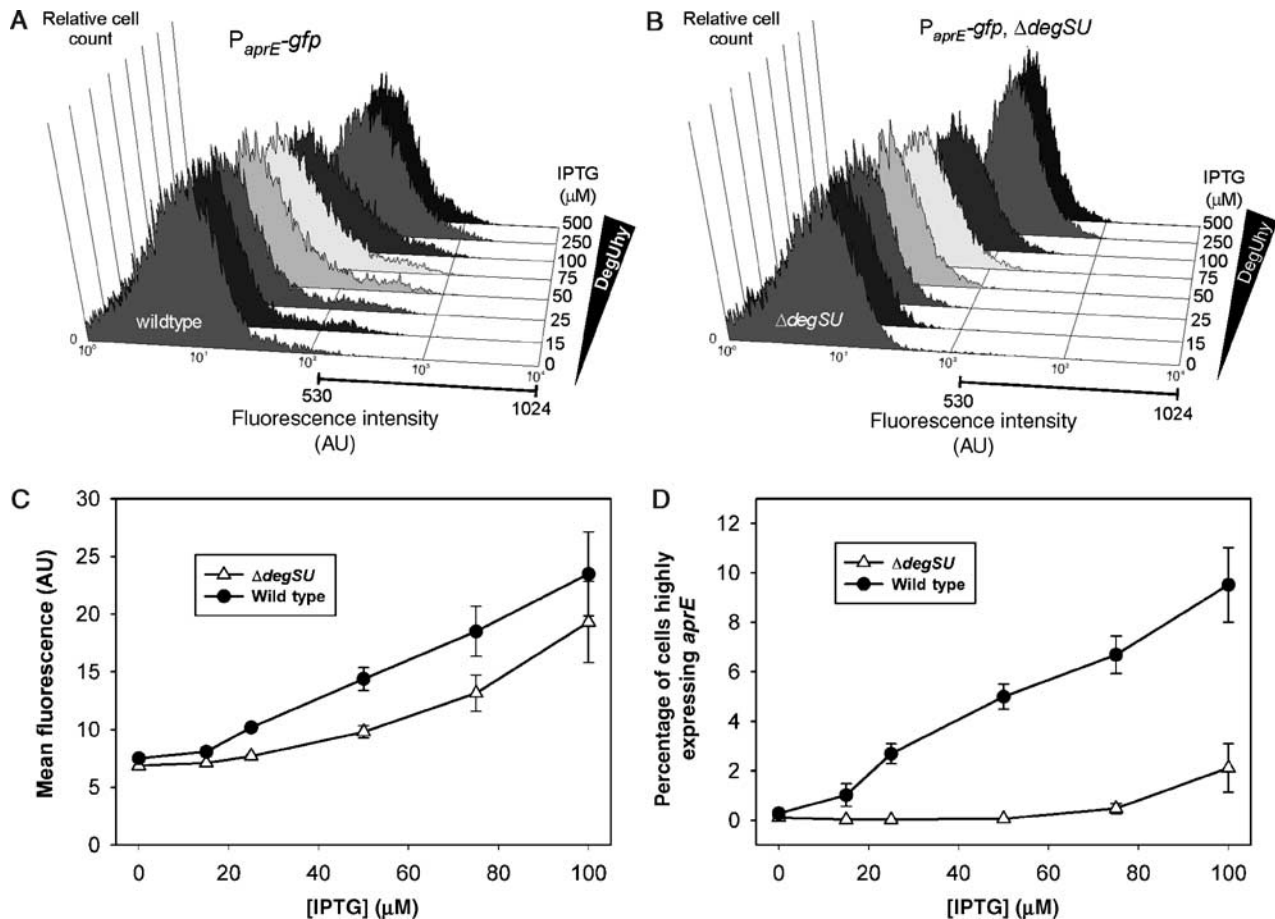 A
Relative cell
count
PaprE-gfp
IPTG
(μM)
500
250
100
75
50
25
15
0
DegUhy
wildtype
0
10⁰
10¹
10²
10³
10⁴
530
1024
Fluorescence intensity
(AU)
B
Relative cell
count
PaprE-gfp, ΔdegSU
IPTG
(μM)
500
250
100
75
50
25
15
0
DegUhy
ΔdegSU
0
10⁰
10¹
10²
10³
10⁴
530
1024
Fluorescence intensity
(AU)
C
Mean fluorescence (AU)
30
25
20
15
10
5
0
ΔdegSU
Wild type
0
20
40
60
80
100
[IPTG] (μM)
D
Percentage of cells highly
expressing aprE
12
10
8
6
4
2
0
ΔdegSU
Wild type
0
20
40
60
80
100
[IPTG] (μM)